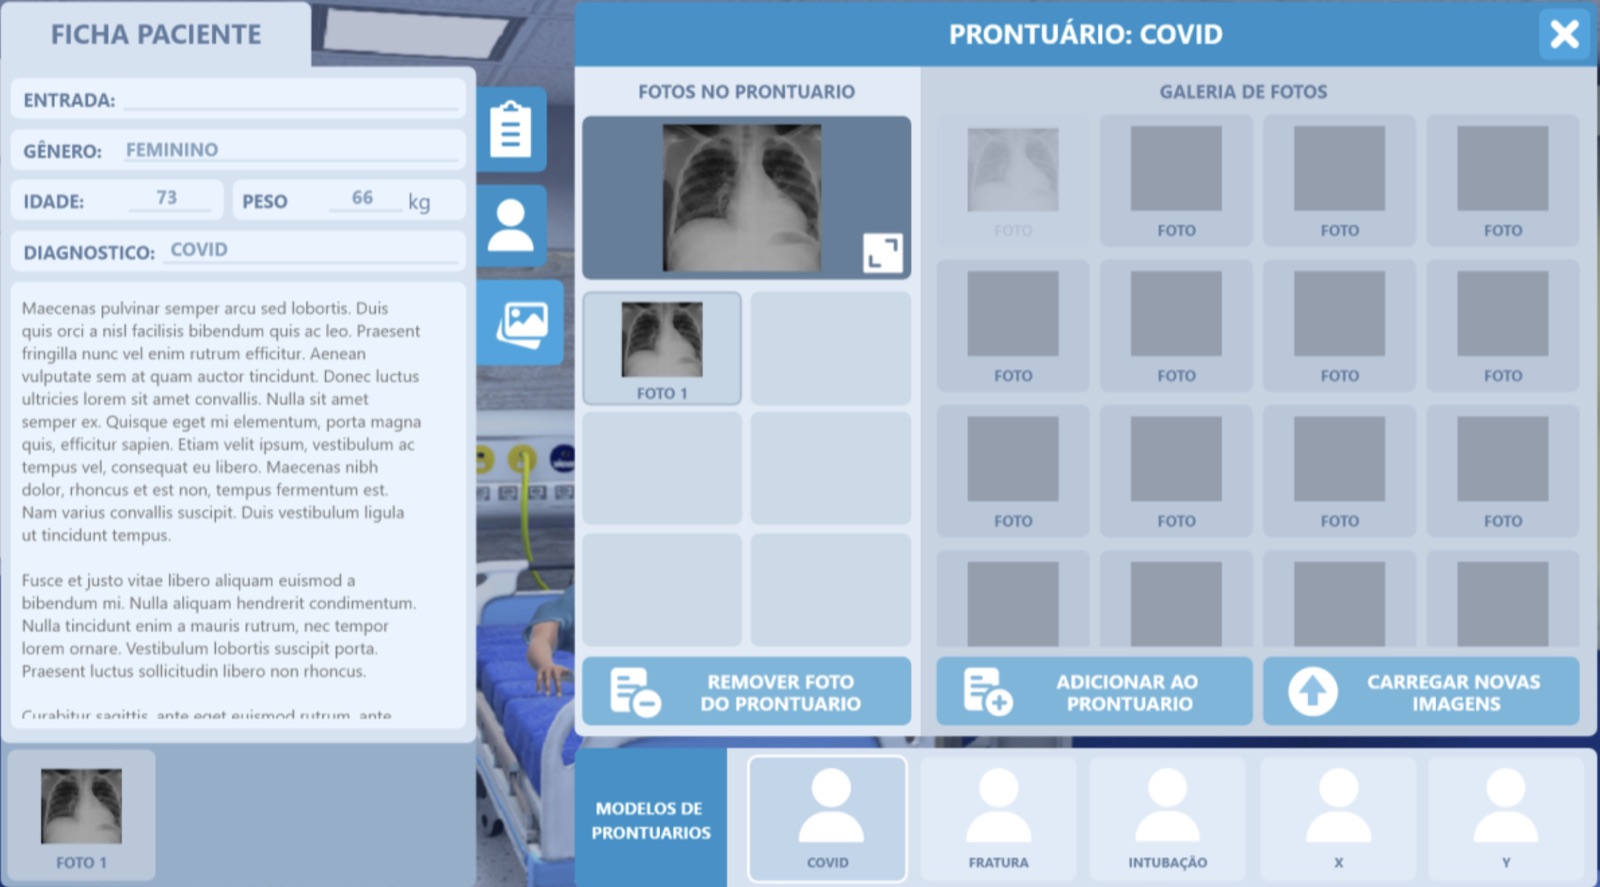 FICHA PACIENTE
ENTRADA:
GÊNERO: FEMININO
IDADE: 73 PESO 66 kg
DIAGNOSTICO: COVID
Maecenas pulvinar semper arcu sed lobortis. Duis
quis orci a nisl facilisis bibendum quis ac leo. Praesent
fringilla nunc vel enim rutrum efficitur. Aenean
vulputate sem at quam auctor tincidunt. Donec luctus
ultricies lorem sit amet convallis. Nulla sit amet
semper ex. Quisque eget mi elementum, porta magna
quis, efficitur sapien. Etiam velit ipsum, vestibulum ac
tempus vel, consequat eu libero. Maecenas nibh
dolor, rhoncus et est non, tempus fermentum est.
Nam varius convallis suscipit. Duis vestibulum ligula
ut tincidunt tempus.
Fusce et justo vitae libero aliquam euismod a
bibendum mi. Nulla aliquam hendrerit condimentum.
Nulla tincidunt enim a mauris rutrum, nec tempor
lorem ornare. Vestibulum lobortis suscipit porta.
Praesent luctus sollicitudin libero non rhoncus.
Curabitur sagittis, ante eget euismod rutrum, ante
FOTO 1
PRONTUÁRIO: COVID
FOTOS NO PRONTUARIO
FOTO 1
REMOVER FOTO
DO PRONTUARIO
GALERIA DE FOTOS
FOTO FOTO FOTO FOTO
FOTO FOTO FOTO FOTO
FOTO FOTO FOTO FOTO
ADICIONAR AO
PRONTUARIO
CARREGAR NOVAS
IMAGENS
MODELOS DE
PRONTUARIOS
COVID FRATURA INTUBAÇÃO X Y